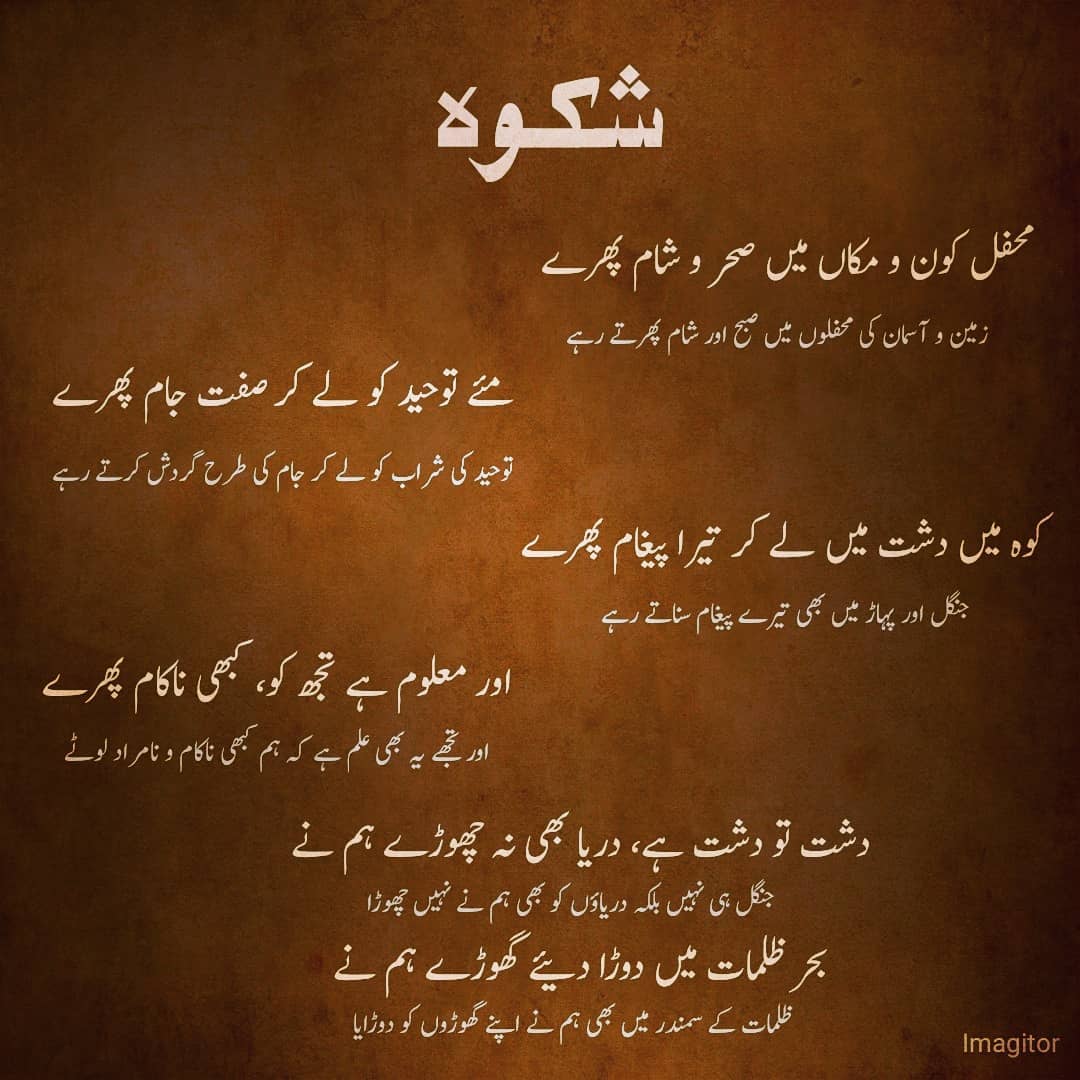 شکوہ
محفل کون و مکاں میں صحر و شام پھرے
زمین و آسمان کی محفلوں میں صبح اور شام پھرتے رہے
مئے توحید کو لے کر صفت جام پھرے
توحید کی شراب کو لے کر جام کی طرح گردش کرتے رہے
کوہ میں دشت میں لے کر تیرا پیغام پھرے
جنگل اور پہاڑ میں بھی تیرے پیغام سناتے رہے
اور معلوم ہے تجھ کو، کبھی ناکام پھرے
اور تجھے یہ بھی علم ہے کہ ہم کبھی ناکام و نامراد لوٹے
دشت تو دشت ہے، دریا بھی نہ چھوڑے ہم نے
جنگل ہی نہیں بلکہ دریاؤں کو بھی ہم نے نہیں چھوڑا
بحر ظلمات میں دوڑا دیئے گھوڑے ہم نے
ظلمات کے سمندر میں بھی ہم نے اپنے گھوڑوں کو دوڑایا
Imagitor